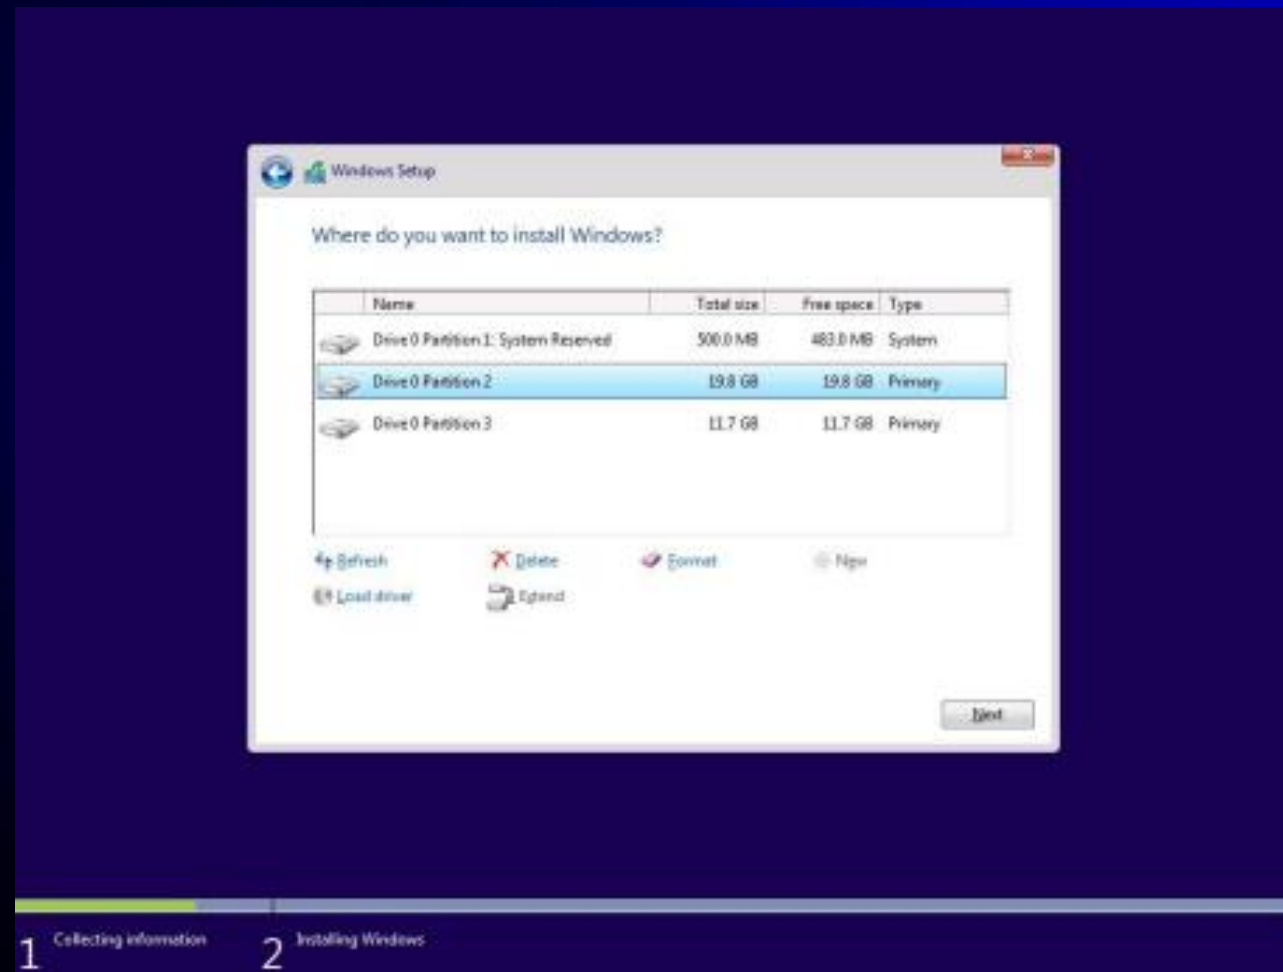 Windows Setup
Where do you want to install Windows?
Name Total size Free space Type
Drive 0 Partition 1: System Reserved 500.0 MB 483.0 MB System
Drive 0 Partition 2 19.8 GB 19.8 GB Primary
Drive 0 Partition 3 11.7 GB 11.7 GB Primary
Refresh Delete Format New
Load driver Extend
Next
1 Collecting information 2 Installing Windows